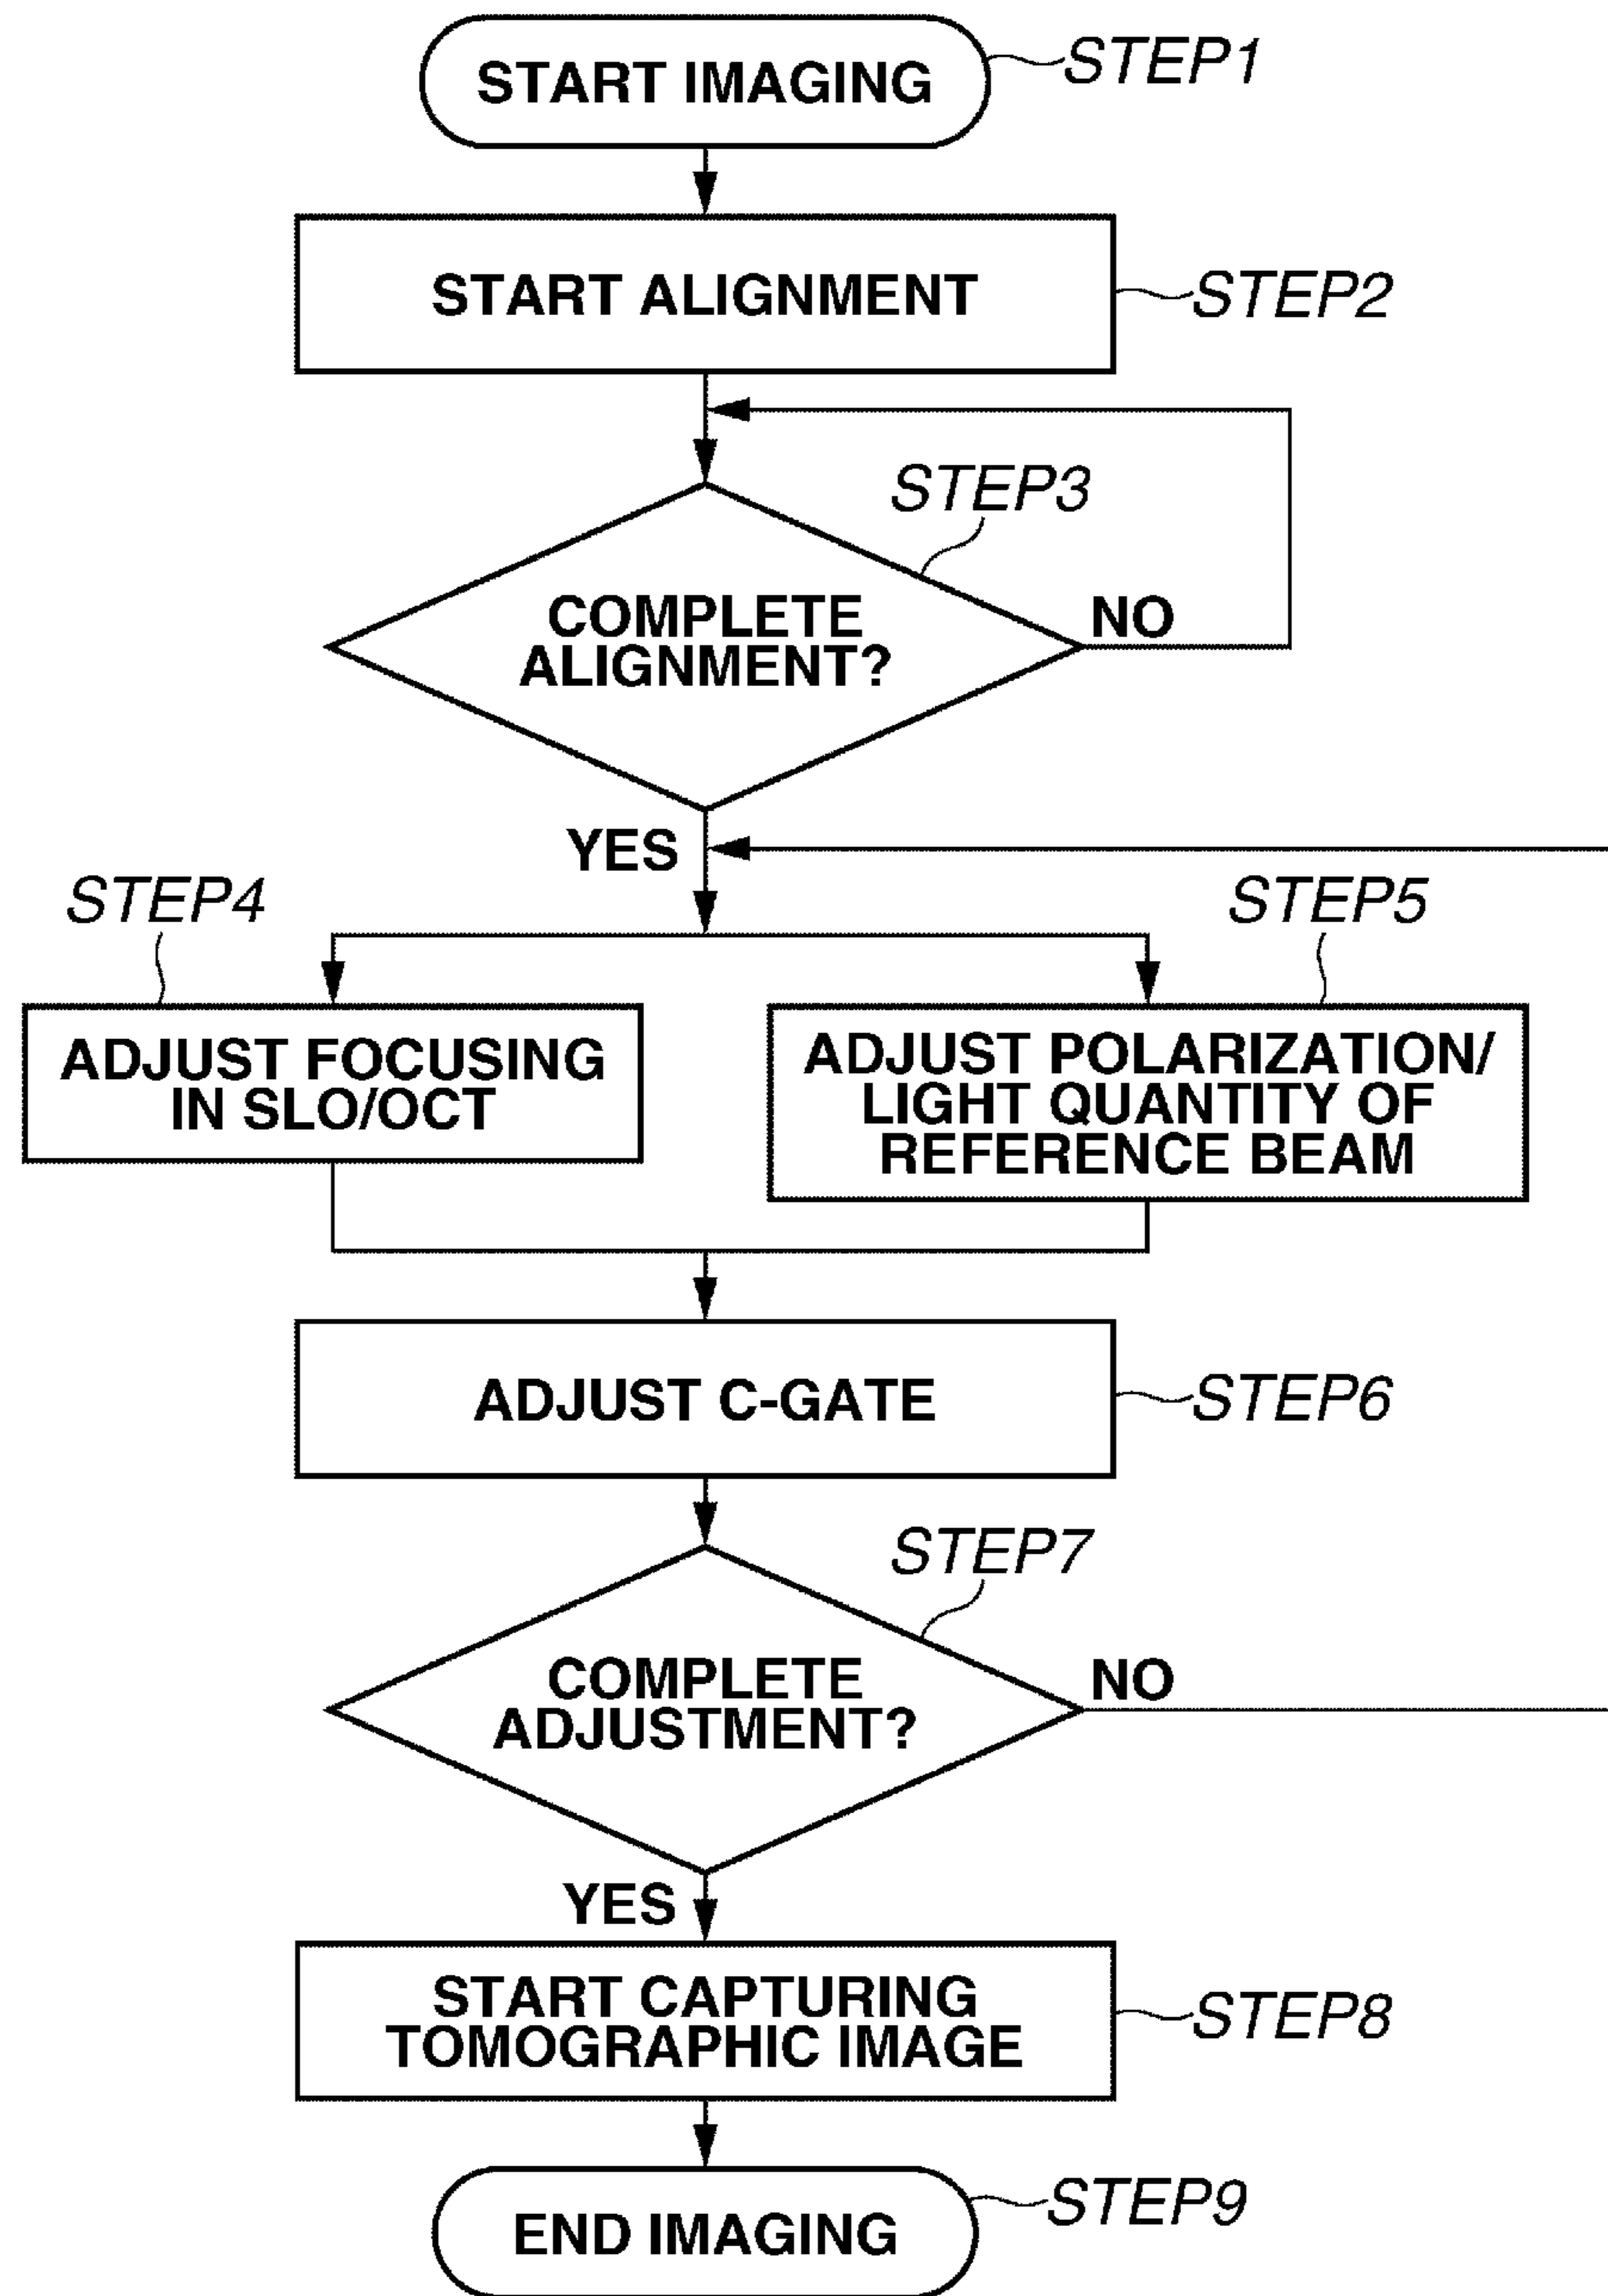 START IMAGING
STEP1
START ALIGNMENT
STEP2
STEP3
COMPLETE
ALIGNMENT?
NO
YES
STEP4
STEP5
ADJUST FOCUSING
IN SLO/OCT
ADJUST POLARIZATION/
LIGHT QUANTITY OF
REFERENCE BEAM
ADJUST C-GATE
STEP6
STEP7
COMPLETE
ADJUSTMENT?
NO
YES
START CAPTURING
TOMOGRAPHIC IMAGE
STEP8
END IMAGING
STEP9